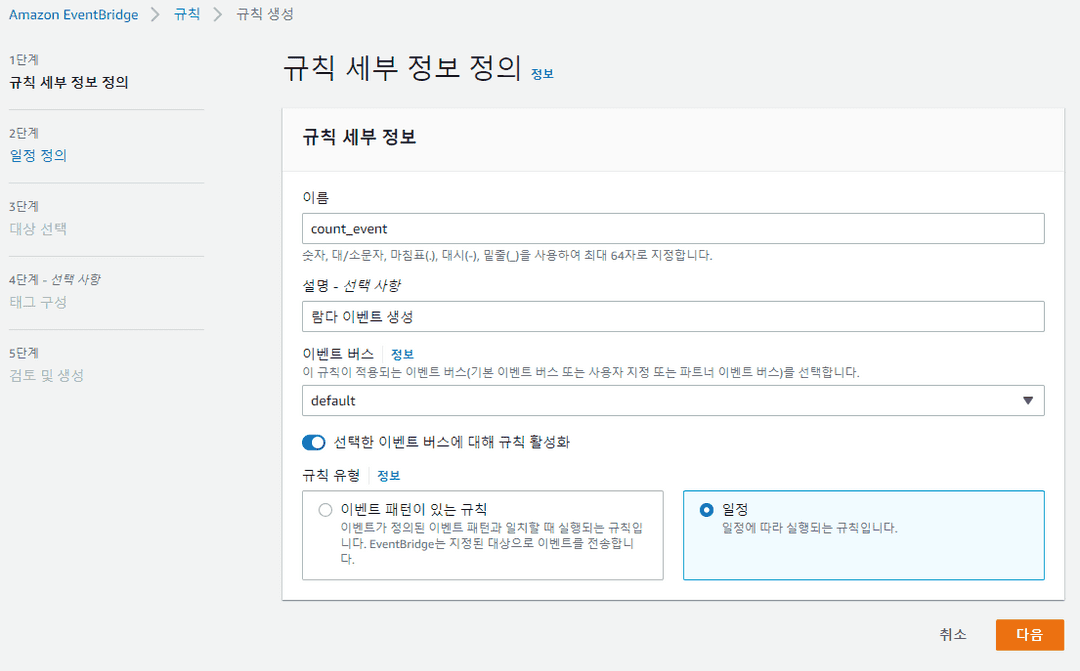 Amazon EventBridge > 규칙 > 규칙 생성
1단계
규칙 세부 정보 정의
2단계
일정 정의
3단계
대상 선택
4단계 - 선택 사항
태그 구성
5단계
검토 및 생성
규칙 세부 정보 정의 정보
규칙 세부 정보
이름
count_event
숫자, 대/소문자, 마침표(.), 대시(-), 밑줄(_)을 사용하여 최대 64자로 지정합니다.
설명 - 선택 사항
람다 이벤트 생성
이벤트 버스 정보
이 규칙이 적용되는 이벤트 버스(기본 이벤트 버스 또는 사용자 지정 또는 파트너 이벤트 버스)를 선택합니다.
default
선택한 이벤트 버스에 대해 규칙 활성화
규칙 유형 정보
이벤트 패턴이 있는 규칙
이벤트가 정의된 이벤트 패턴과 일치할 때 실행되는 규칙입
니다. EventBridge는 지정된 대상으로 이벤트를 전송합니
다.
일정
일정에 따라 실행되는 규칙입니다.
취소
다음